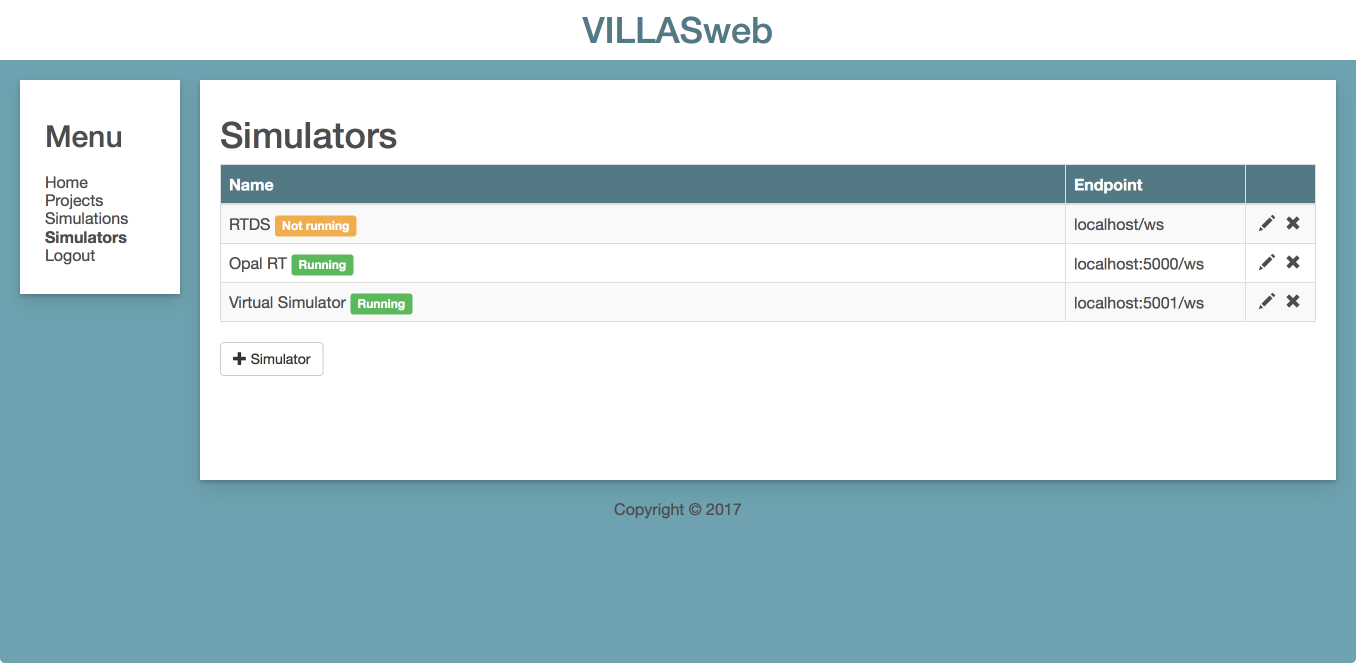 VILLASweb
Menu
Home
Projects
Simulations
Simulators
Logout
Simulators
Name Endpoint
RTDS Not running localhost/ws
Opal RT Running localhost:5000/ws
Virtual Simulator Running localhost:5001/ws
Simulator
Copyright © 2017